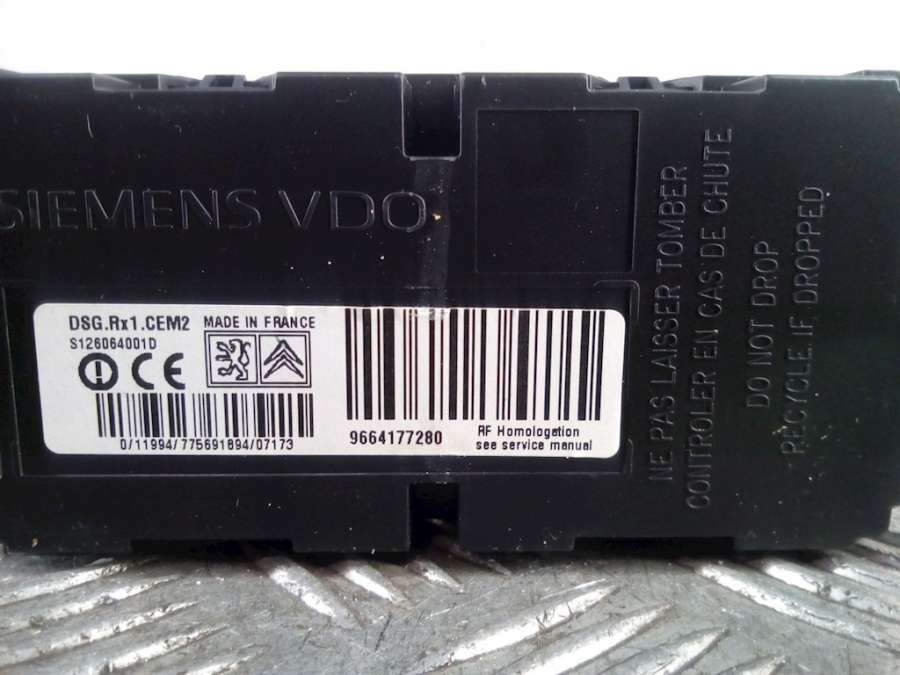 SIEMENS VDO
DSG.Rx1.CEM2 MADE IN FRANCE
S126064001D
CE
0/11994/775691894/07173
9664177280
RF Homologation
see service manual
NE PAS LAISSER TOMBER
CONTROLER EN CAS DE CHUTE
DO NOT DROP
RECYCLE IF DROPPED